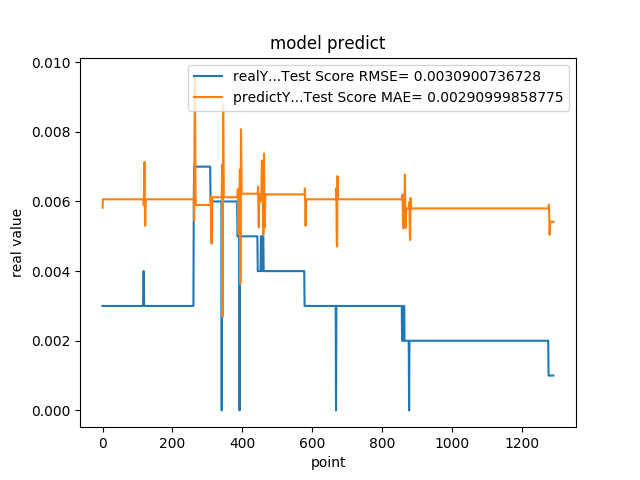 model predict
realY...Test Score RMSE= 0.0030900736728
predictY...Test Score MAE= 0.00290999858775
0.010
0.008
0.006
0.004
0.002
0.000
real value
0 200 400 600 800 1000 1200
point